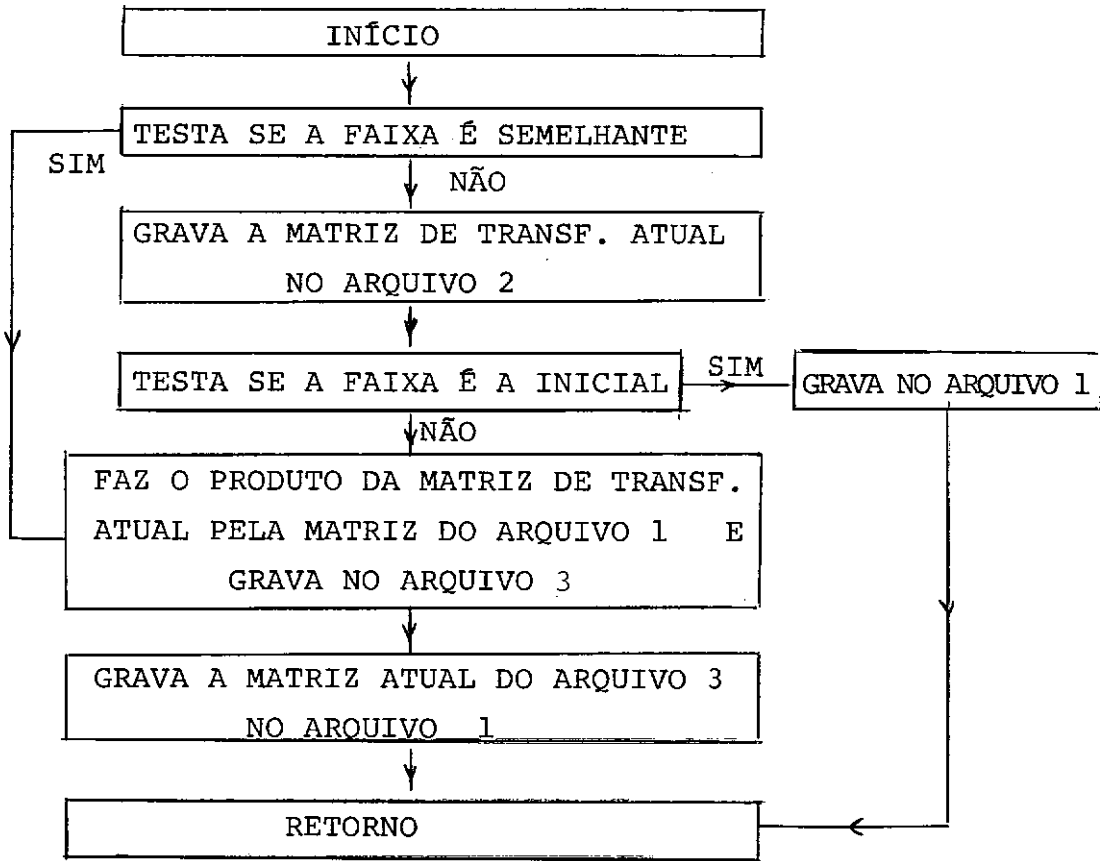 INÍCIO
TESTA SE A FAIXA É SEMELHANTE
SIM
NÃO
GRAVA A MATRIZ DE TRANSF. ATUAL
NO ARQUIVO 2
TESTA SE A FAIXA É A INICIAL
SIM
GRAVA NO ARQUIVO 1
NÃO
FAZ O PRODUTO DA MATRIZ DE TRANSF.
ATUAL PELA MATRIZ DO ARQUIVO 1 E
GRAVA NO ARQUIVO 3
GRAVA A MATRIZ ATUAL DO ARQUIVO 3
NO ARQUIVO 1
RETORNO